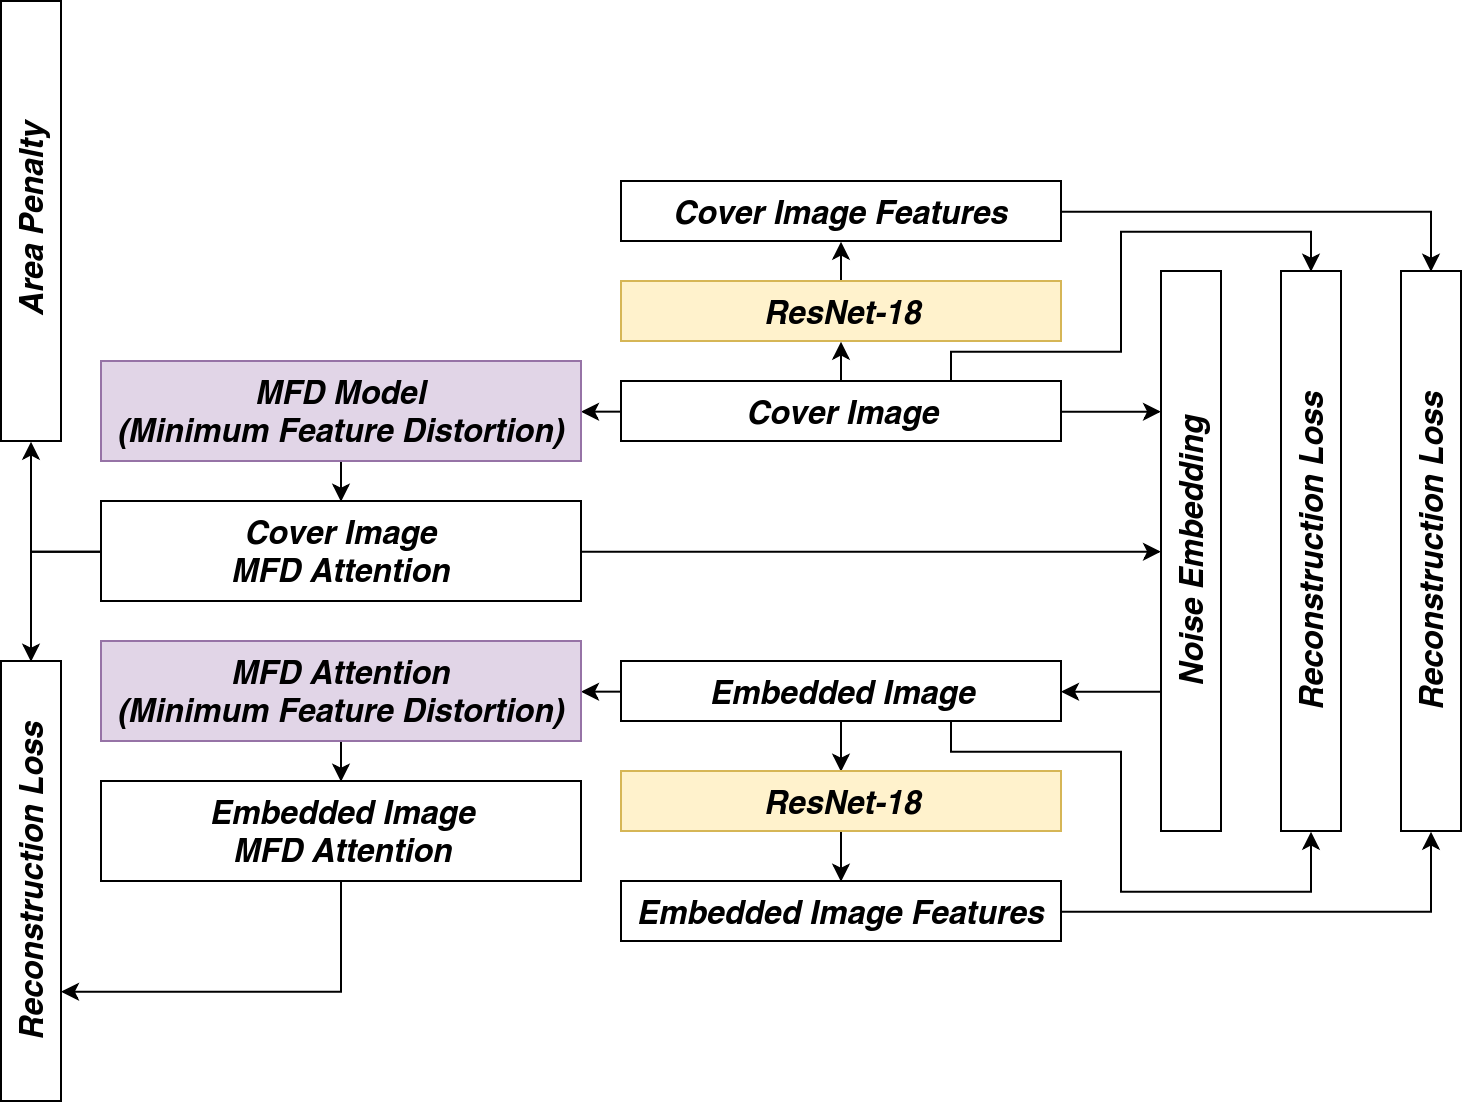 Area Penalty
Cover Image Features
ResNet-18
MFD Model
(Minimum Feature Distortion)
Cover Image
Cover Image
MFD Attention
Noise Embedding
Reconstruction Loss
Reconstruction Loss
MFD Attention
(Minimum Feature Distortion)
Embedded Image
Reconstruction Loss
Embedded Image
MFD Attention
ResNet-18
Embedded Image Features